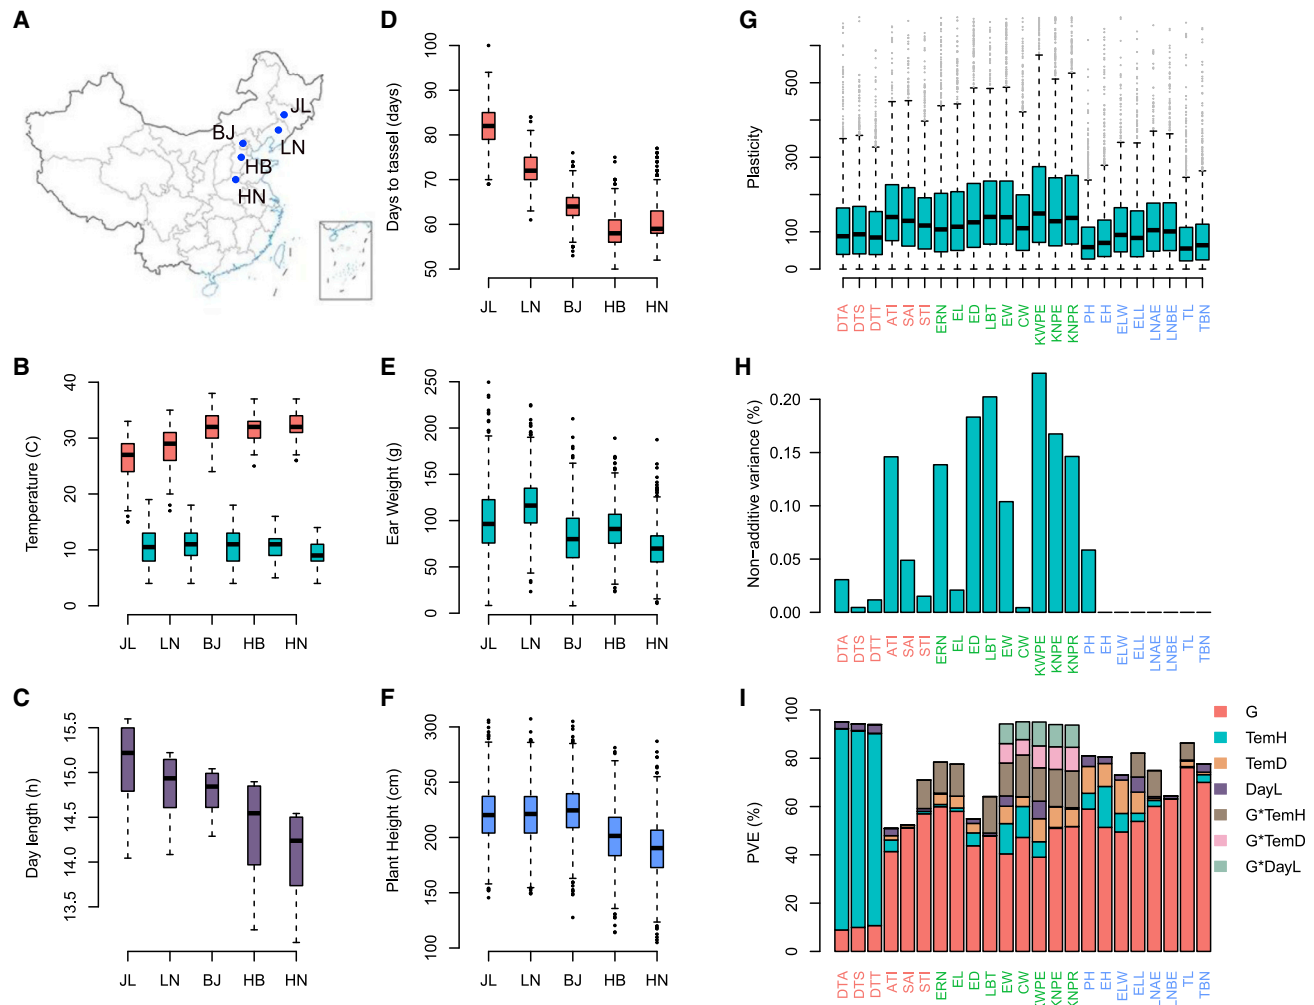 A
JL
BJ
LN
HB
HN
B
Temperature (C)
40
30
20
10
0
JL LN BJ HB HN
C
Day length (h)
15.5
15.0
14.5
14.0
13.5
JL LN BJ HB HN
D
Days to tassel (days)
100
90
80
70
60
50
JL LN BJ HB HN
E
Ear Weight (g)
250
200
150
100
50
0
JL LN BJ HB HN
F
Plant Height (cm)
300
250
200
150
100
JL LN BJ HB HN
G
Plasticity
500
300
100
0
DTA DTS DTT ATI SAI STI ERN EL ED LBT EW CW KWPE KNPE KNPR PH EH ELW ELL LNAE LNBE TL TBN
H
Non−additive variance (%)
0.20
0.15
0.10
0.05
0.00
DTA DTS DTT ATI SAI STI ERN EL ED LBT EW CW KWPE KNPE KNPR PH EH ELW ELL LNAE LNBE TL TBN
I
PVE (%)
100
80
60
40
20
0
DTA DTS DTT ATI SAI STI ERN EL ED LBT EW CW KWPE KNPE KNPR PH EH ELW ELL LNAE LNBE TL TBN
G
TemH
TemD
DayL
G*TemH
G*TemD
G*DayL